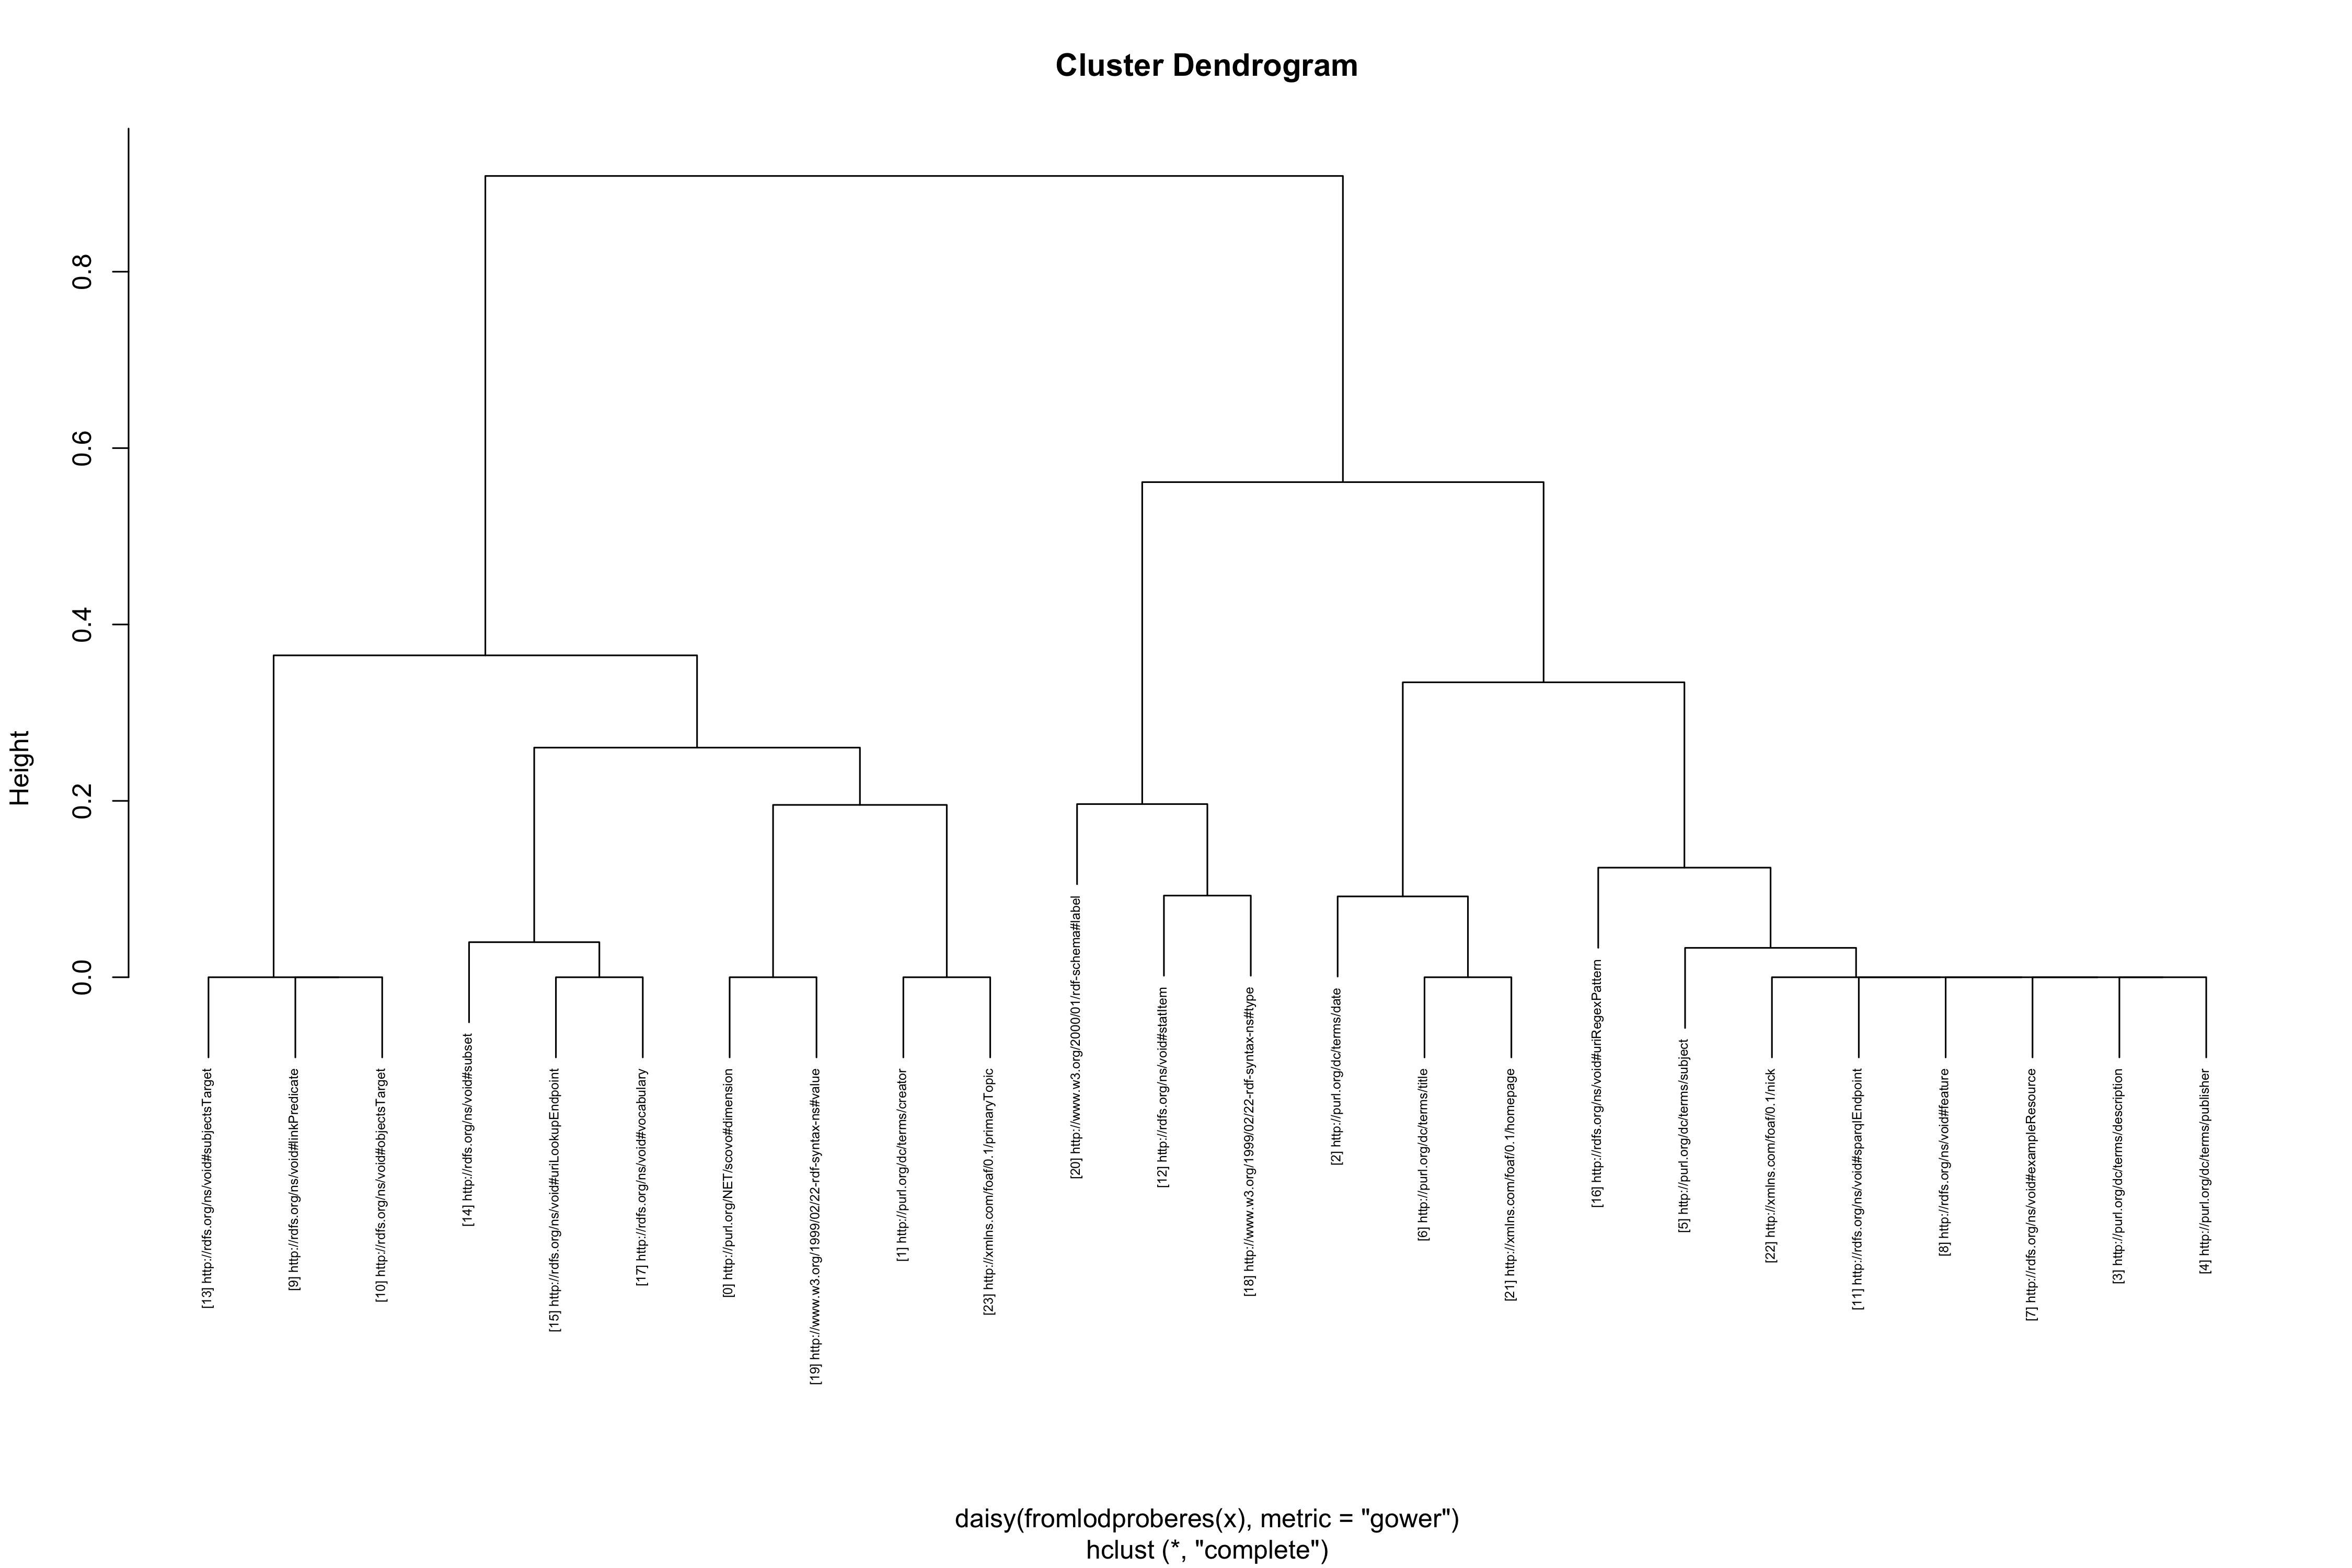 Cluster Dendrogram
Height
0.8
0.6
0.4
0.2
0.0
[13] http://rdfs.org/ns/void#subjectsTarget
[9] http://rdfs.org/ns/void#linkPredicate
[10] http://rdfs.org/ns/void#objectsTarget
[14] http://rdfs.org/ns/void#subset
[15] http://rdfs.org/ns/void#uriLookupEndpoint
[17] http://rdfs.org/ns/void#vocabulary
[0] http://purl.org/NET/scovo#dimension
[19] http://www.w3.org/1999/02/22-rdf-syntax-ns#value
[1] http://purl.org/dc/terms/creator
[23] http://xmlns.com/foaf/0.1/primaryTopic
[20] http://www.w3.org/2000/01/rdf-schema#label
[12] http://rdfs.org/ns/void#statItem
[18] http://www.w3.org/1999/02/22-rdf-syntax-ns#type
[2] http://purl.org/dc/terms/date
[6] http://purl.org/dc/terms/title
[21] http://xmlns.com/foaf/0.1/homepage
[16] http://rdfs.org/ns/void#uriRegexPattern
[5] http://purl.org/dc/terms/subject
[22] http://xmlns.com/foaf/0.1/nick
[11] http://rdfs.org/ns/void#sparqlEndpoint
[8] http://rdfs.org/ns/void#feature
[7] http://rdfs.org/ns/void#exampleResource
[3] http://purl.org/dc/terms/description
[4] http://purl.org/dc/terms/publisher
daisy(fromlodproberes(x), metric = "gower")
hclust (*, "complete")